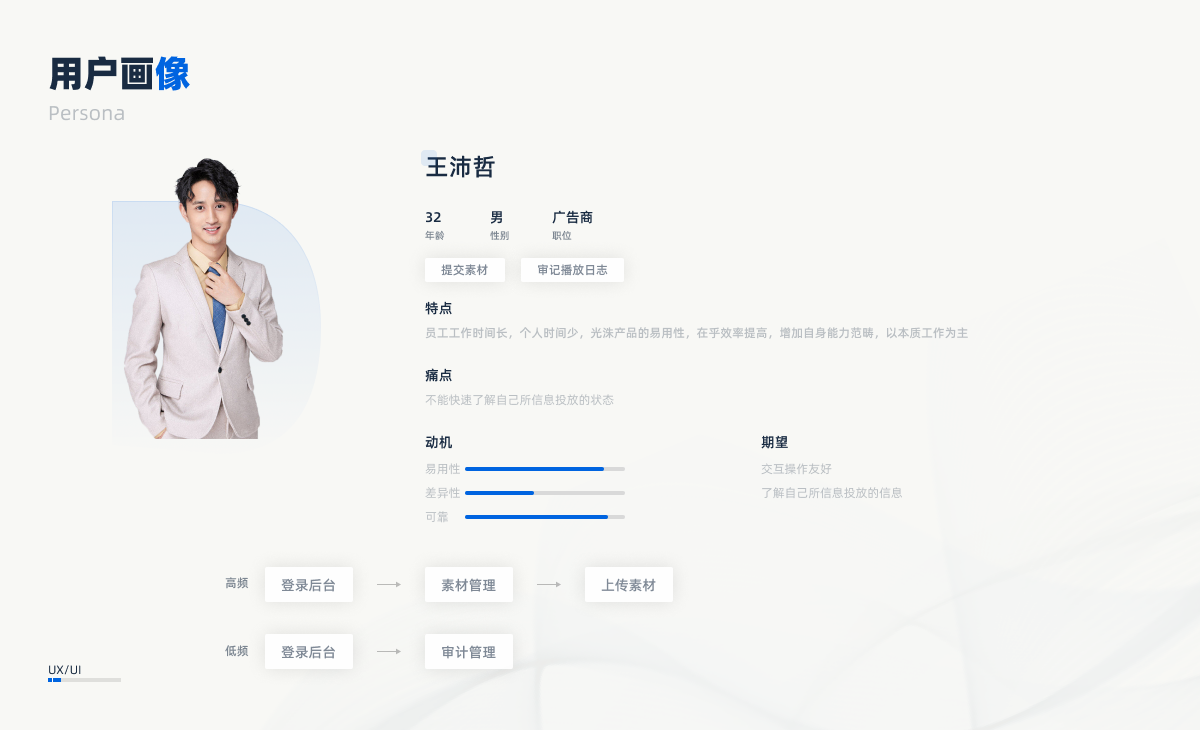 用户画像
Persona
王沛哲
32 男 广告商
年龄 性别 职位
提交素材 审记播放日志
特点
员工工作时间长，个人时间少，光洙产品的易用性，在乎效率提高，增加自身能力范畴，以本质工作为主
痛点
不能快速了解自己所信息投放的状态
动机 期望
易用性 交互操作友好
差异性 了解自己所信息投放的信息
可靠
高频 登录后台 素材管理 上传素材
低频 登录后台 审计管理
UX/UI